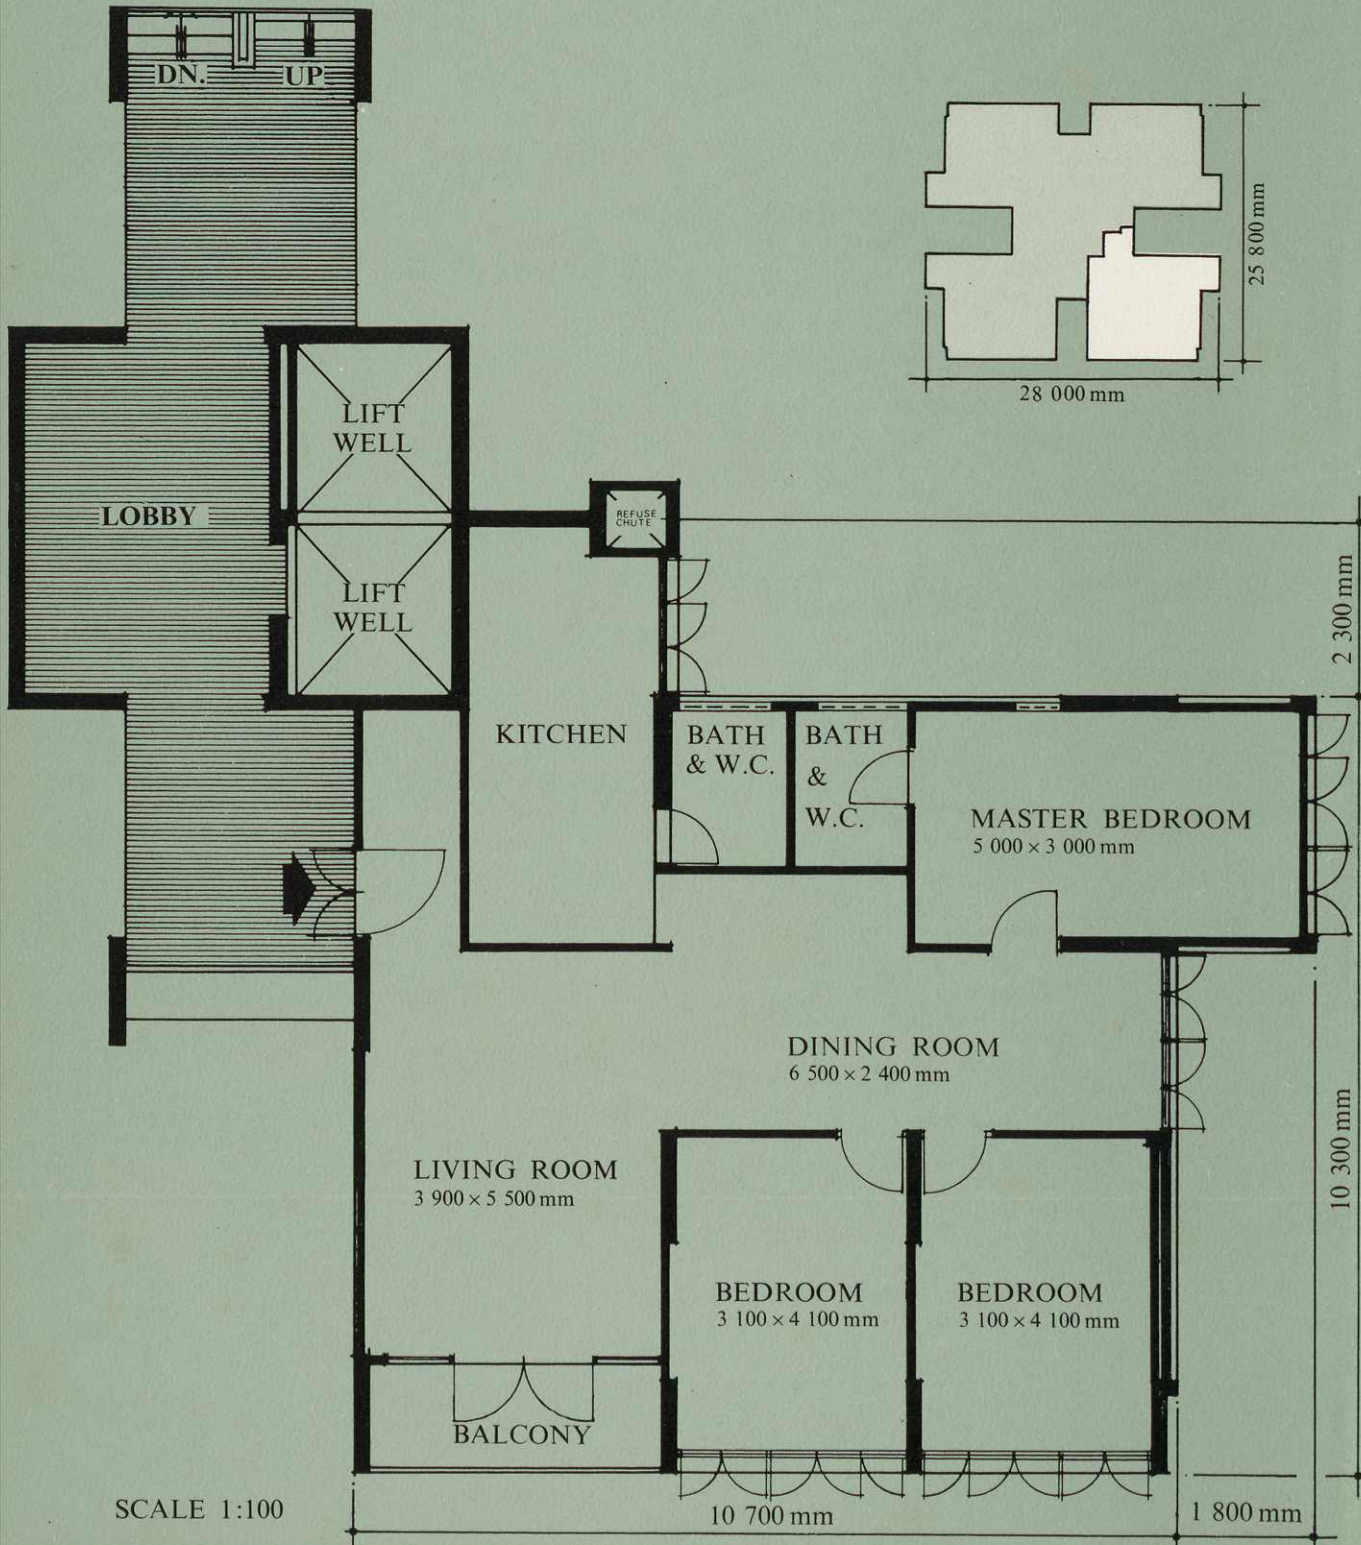 DN.
UP
25 800 mm
28 000 mm
LIFT
WELL
LOBBY
REFUSE
CHUTE
LIFT
WELL
2 300 mm
KITCHEN
BATH
& W.C.
BATH
&
W.C.
MASTER BEDROOM
5 000 × 3 000 mm
DINING ROOM
6 500 × 2 400 mm
LIVING ROOM
3 900 × 5 500 mm
10 300 mm
BEDROOM
3 100 × 4 100 mm
BEDROOM
3 100 × 4 100 mm
BALCONY
SCALE 1:100
10 700 mm
1 800 mm